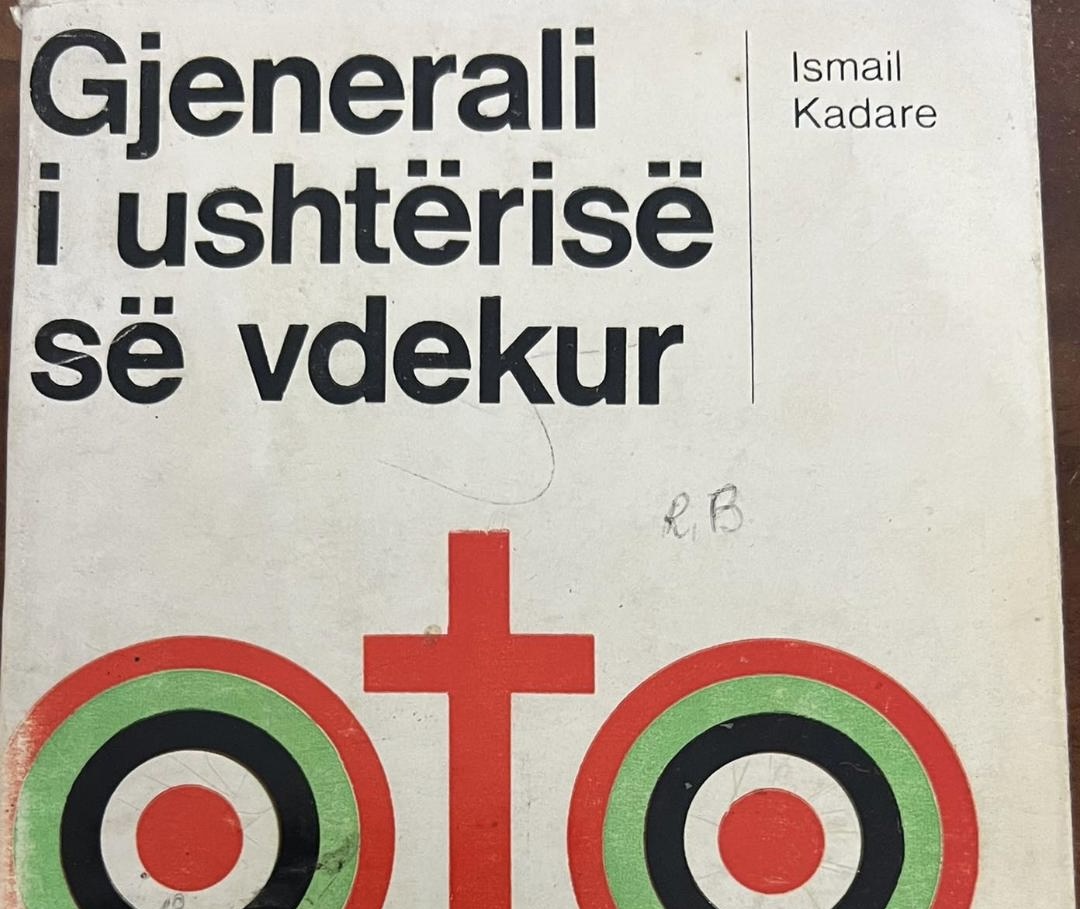 Gjenerali
i ushtërisë
së vdekur
Ismail
Kadare
R.B